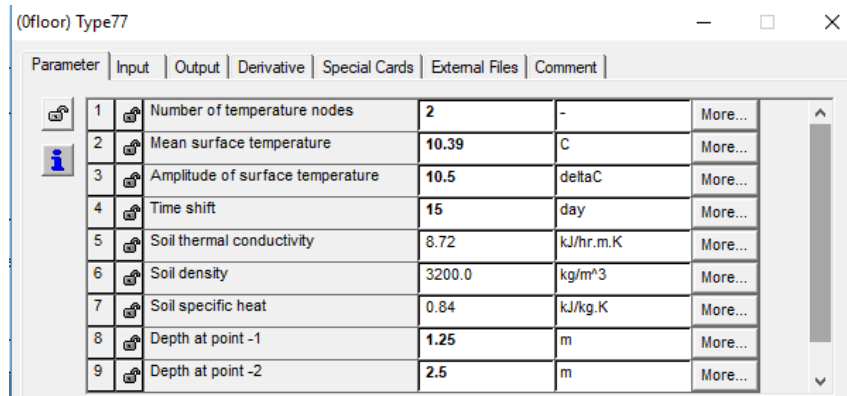 (0floor) Type77
Parameter Input Output Derivative Special Cards External Files Comment
1 Number of temperature nodes 2 - More...
2 Mean surface temperature 10.39 C More...
3 Amplitude of surface temperature 10.5 deltaC More...
4 Time shift 15 day More...
5 Soil thermal conductivity 8.72 kJ/hr.m.K More...
6 Soil density 3200.0 kg/m^3 More...
7 Soil specific heat 0.84 kJ/kg.K More...
8 Depth at point -1 1.25 m More...
9 Depth at point -2 2.5 m More...